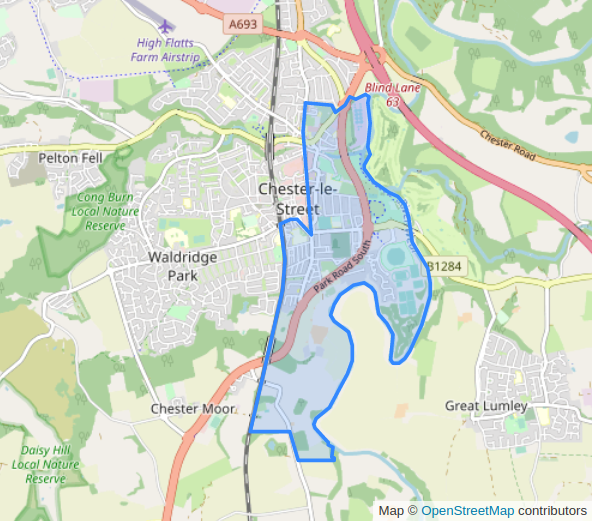 A693
High Flatts
Farm Airstrip
Blind Lane
63
Chester Road
Pelton Fell
Chester-le-
Street
Cong Burn
Local Nature
Reserve
Waldridge
Park
B1284
Park Road South
Chester Moor
Great Lumley
Daisy Hill
Local Nature
Reserve
Map © OpenStreetMap contributors